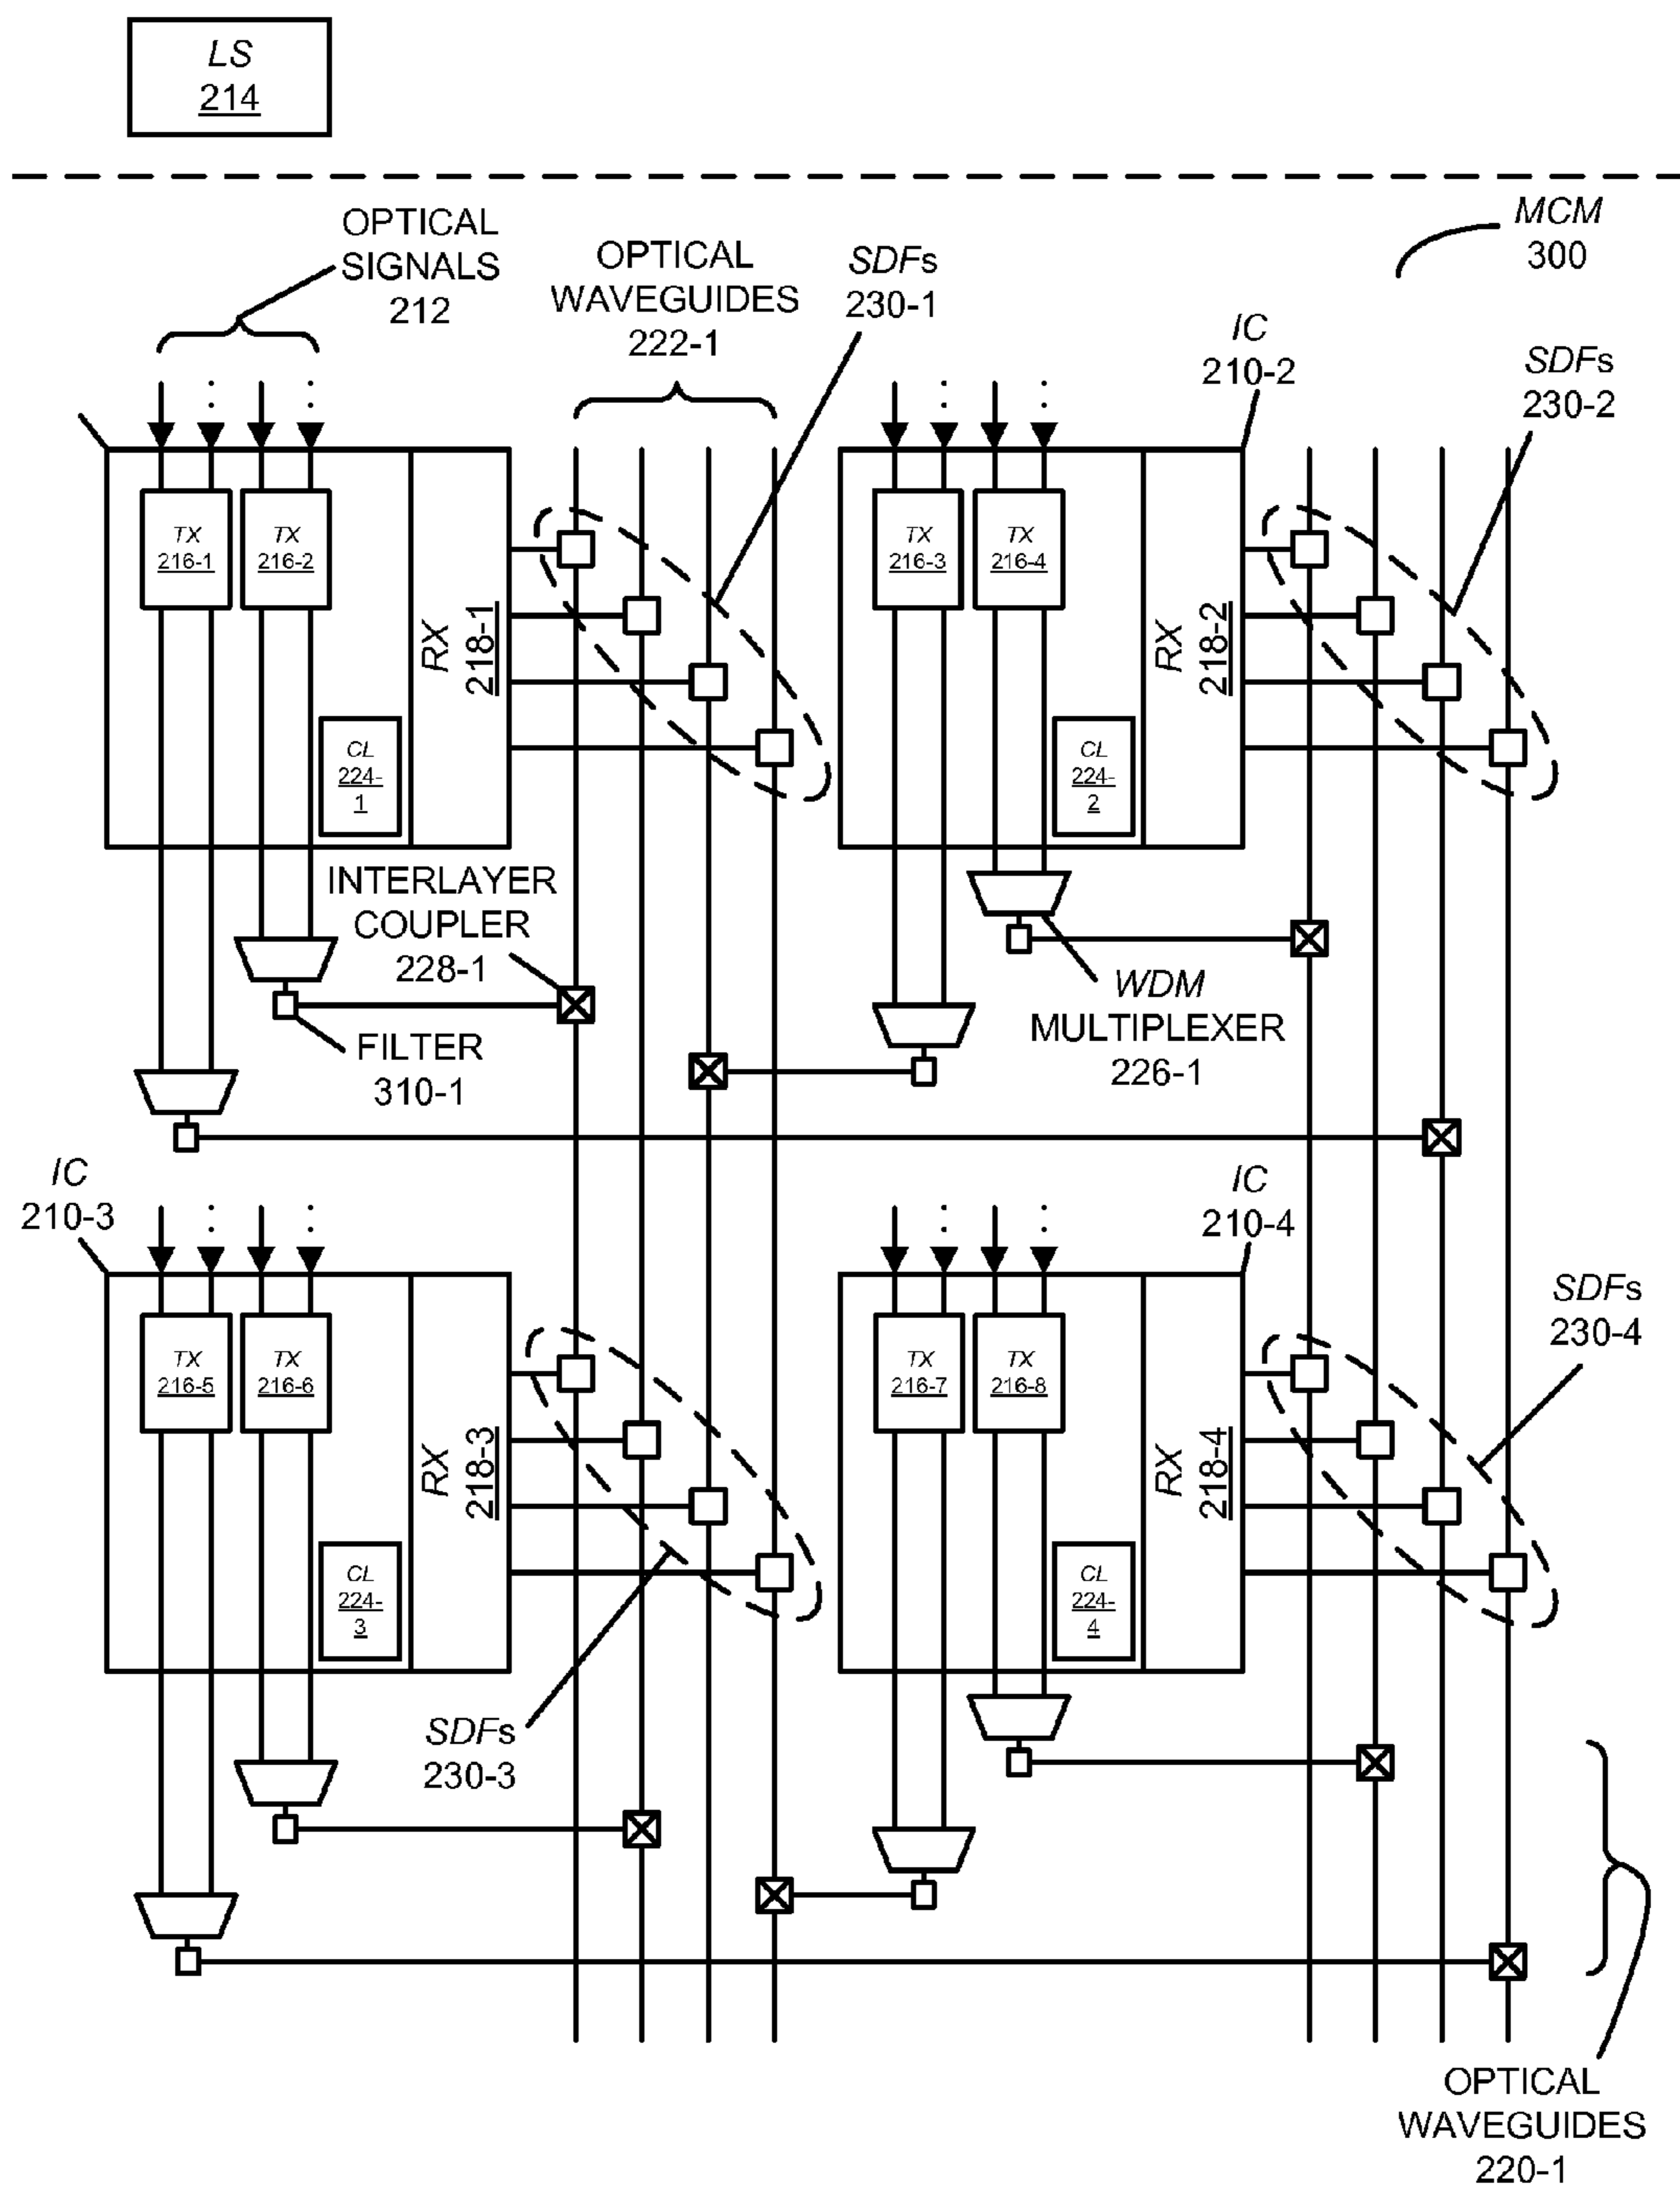 LS
214
MCM
300
OPTICAL
SIGNALS
212
OPTICAL
WAVEGUIDES
222-1
SDFs
230-1
IC
210-2
SDFs
230-2
TX
216-1
TX
216-2
RX
218-1
CL
224-
1
TX
216-3
TX
216-4
RX
218-2
CL
224-
2
INTERLAYER
COUPLER
228-1
FILTER
310-1
WDM
MULTIPLEXER
226-1
IC
210-3
IC
210-4
SDFs
230-4
TX
216-5
TX
216-6
RX
218-3
CL
224-
3
TX
216-7
TX
216-8
RX
218-4
CL
224-
4
SDFs
230-3
OPTICAL
WAVEGUIDES
220-1